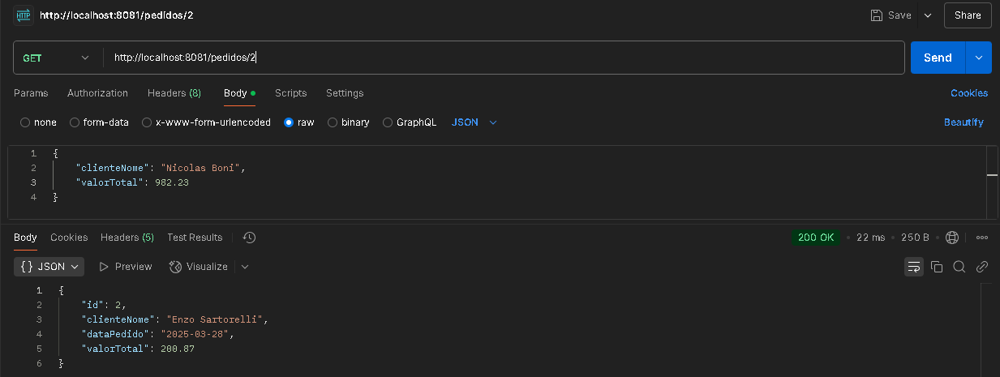 HTTP http://localhost:8081/pedidos/2 Save Share
GET http://localhost:8081/pedidos/2 Send
Params Authorization Headers (8) Body Scripts Settings Cookies
none form-data x-www-form-urlencoded raw binary GraphQL JSON Beautify
1 {
2 "clienteNome": "Nicolas Boni",
3 "valorTotal": 982.23
4 }
Body Cookies Headers (5) Test Results 200 OK • 22 ms • 250 B •
{} JSON Preview Visualize
1 {
2 "id": 2,
3 "clienteNome": "Enzo Sartorelli",
4 "dataPedido": "2025-03-28",
5 "valorTotal": 200.87
6 }